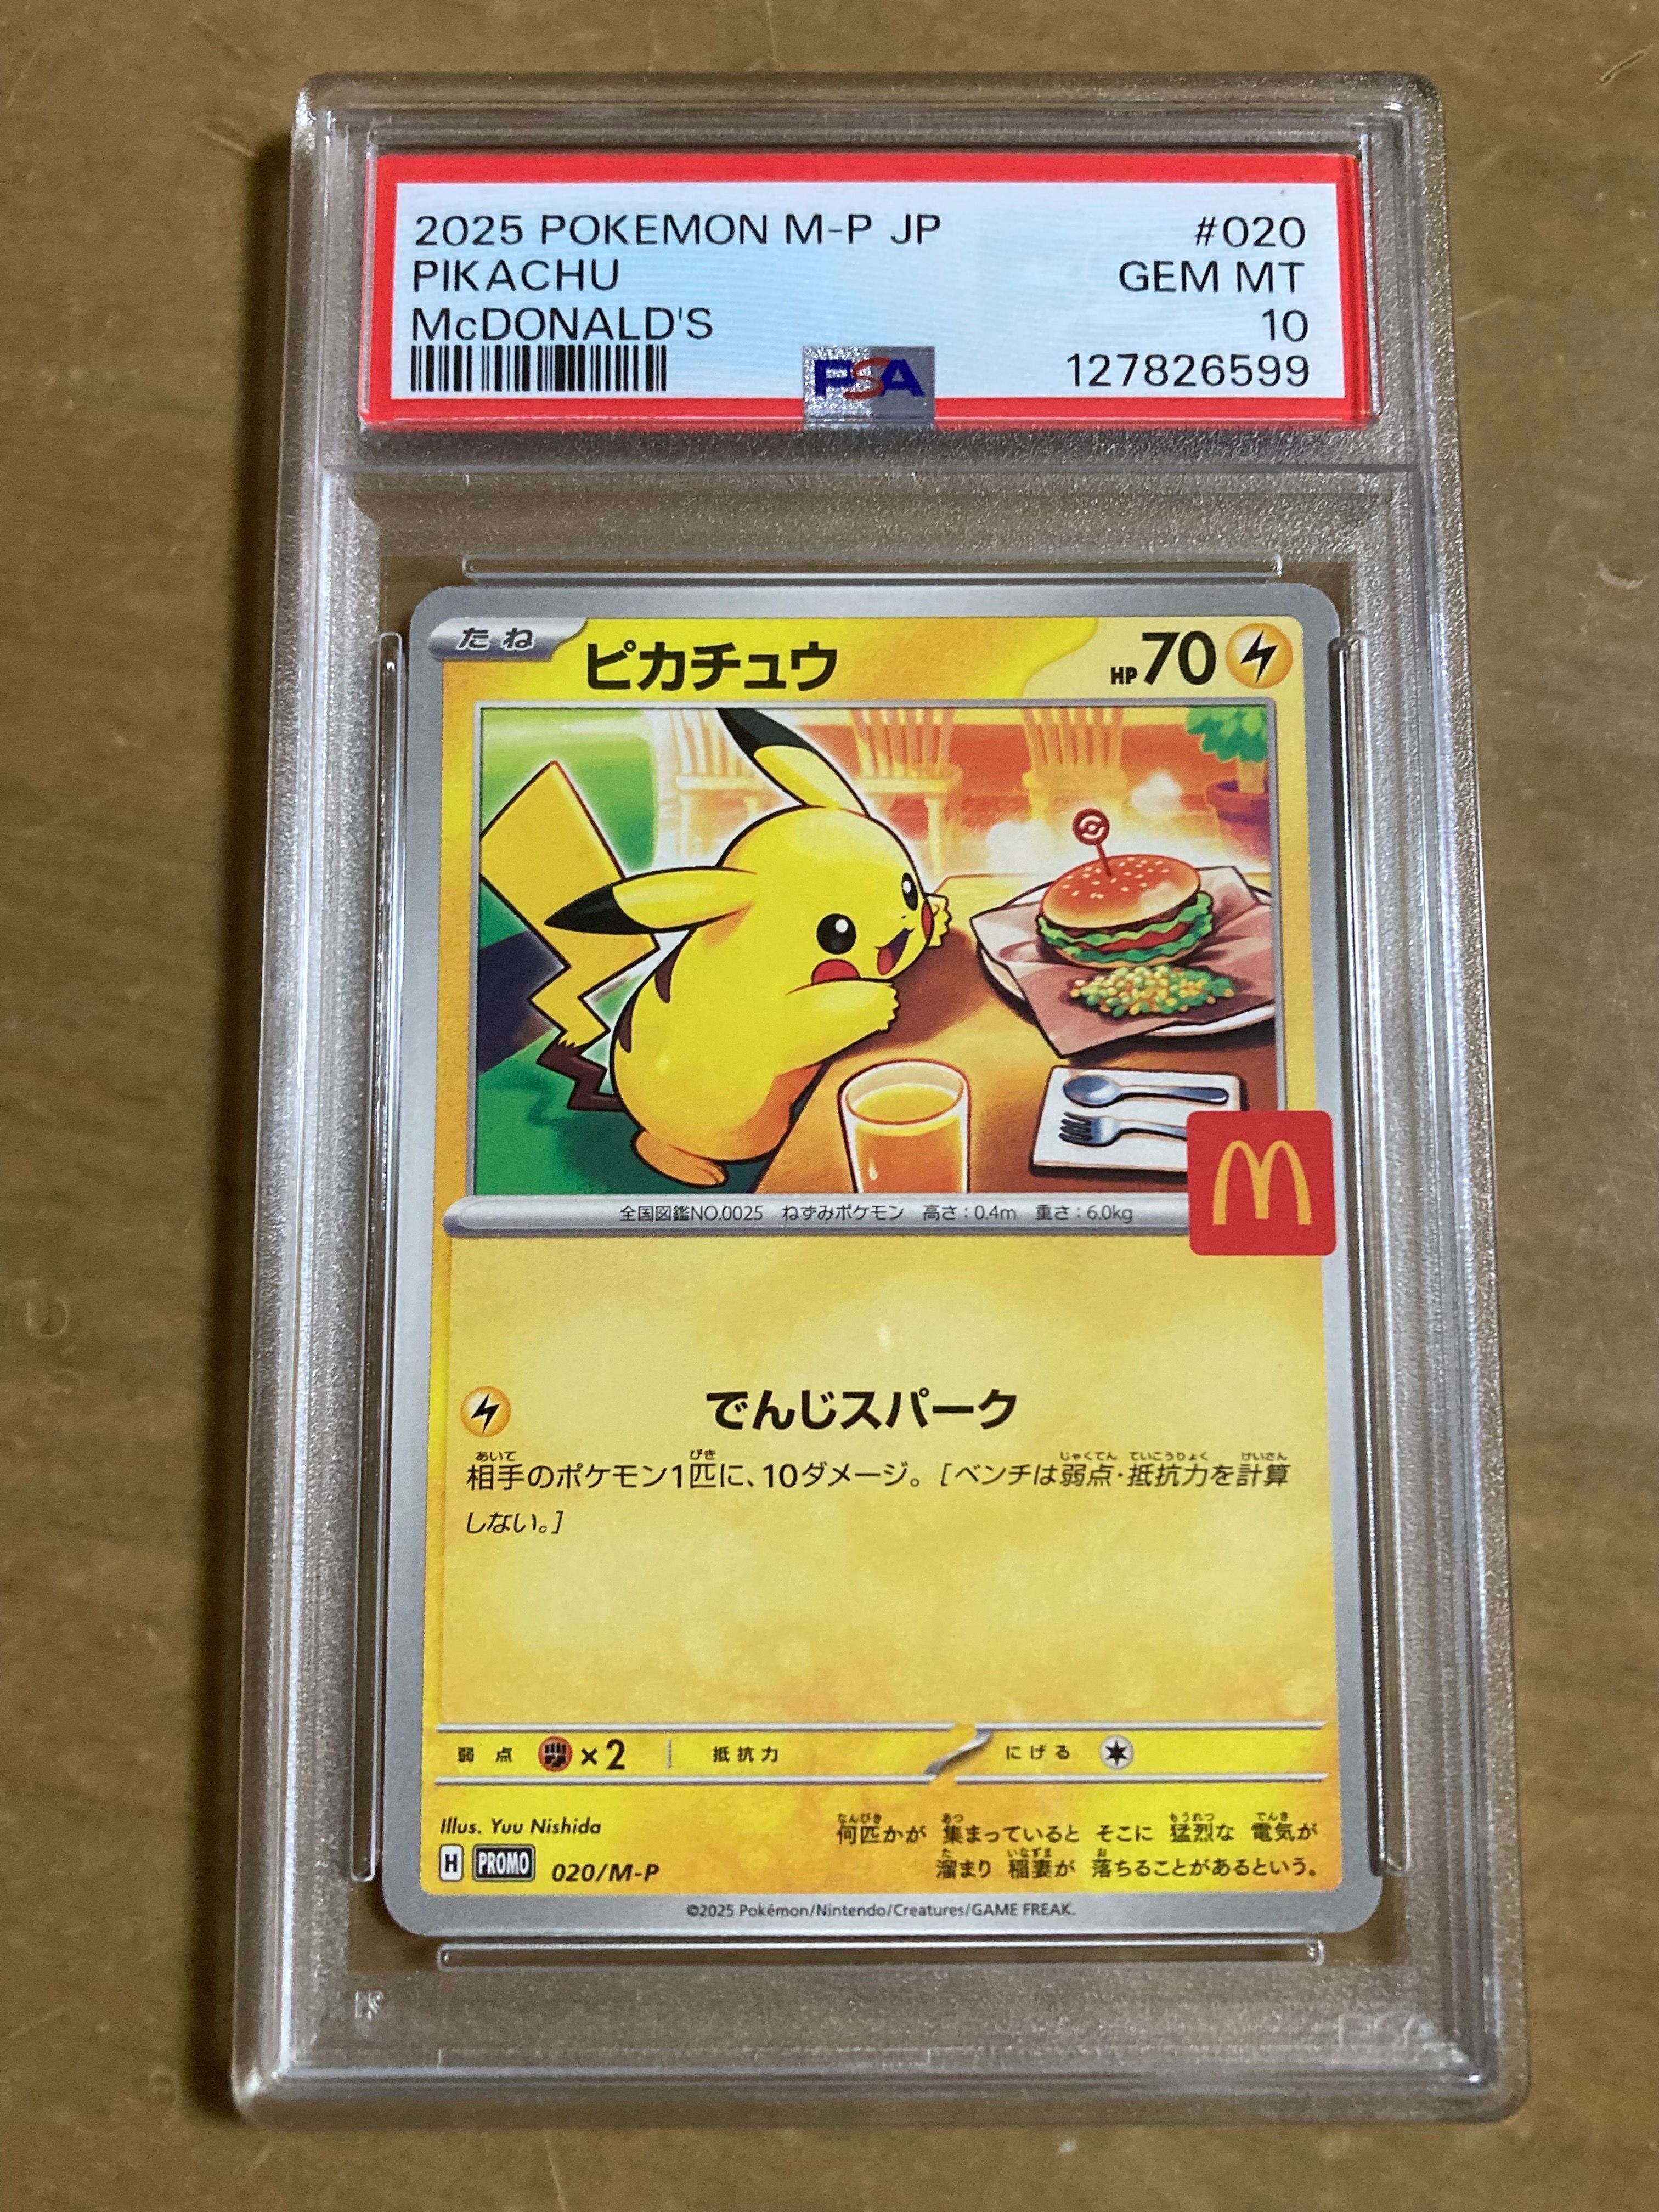 2025 POKEMON M-P JP #020
PIKACHU GEM MT
McDONALD'S 10
PSA 127826599
たね ピカチュウ HP70
全国図鑑NO.0025 ねずみポケモン 高さ：0.4m 重さ：6.0kg
M
でんじスパーク
相手のポケモン1匹に、10ダメージ。［ベンチは弱点・抵抗力を計算
しない。］
弱点 ×2 抵抗力 にげる
Illus. Yuu Nishida
H PROMO 020/M-P
何匹かが 集まっていると そこに 猛烈な 電気が
溜まり 稲妻が 落ちることがあるという。
©2025 Pokémon/Nintendo/Creatures/GAME FREAK.
PSA